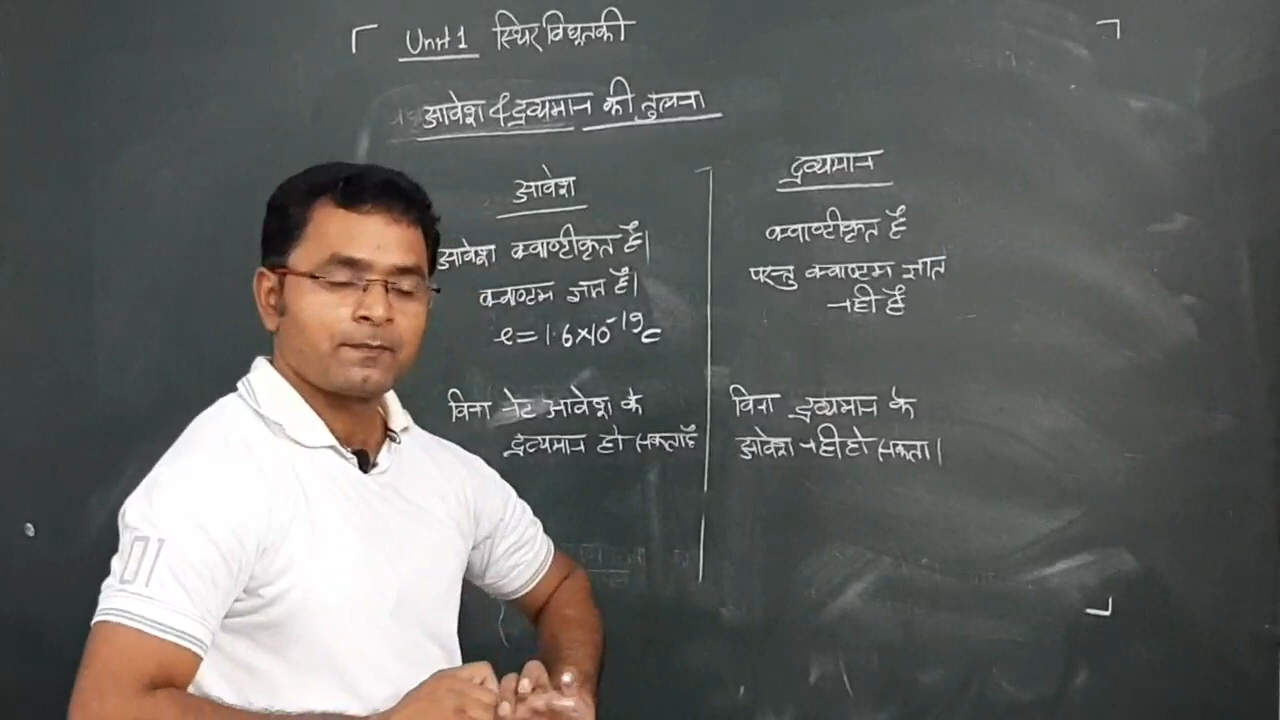 Unit 1 स्थिर विधुतकी
आवेश & द्रव्यमान की तुलना
आवेश
आवेश क्वाण्टीकृत है।
क्वाण्टम ज्ञात है।
e = 1.6×10⁻¹⁹C
बिना नेट आवेश के
द्रव्यमान हो सकता है
द्रव्यमान
क्वाण्टीकृत है
परन्तु क्वाण्टम ज्ञात
नही है
बिना द्रव्यमान के
आवेश नही हो सकता।
01